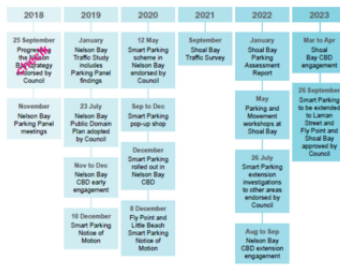 2018
25 September
Progress
the Nelson
Bay Strategy
endorsed by
Council
November
Nelson Bay
Parking Panel
meetings
2019
January
Nelson Bay
Traffic Study
includes
Parking Panel
findings
23 July
Nelson Bay
Public Domain
Plan adopted by
Council
Nov to Dec
Nelson Bay
CBD early
engagement
10 December
Smart Parking
Notice of
Motion
2020
12 May
Smart Parking
scheme in
Nelson Bay
endorsed by
Council
Sep to Dec
Smart Parking
pop-up shop
December
Smart Parking
rolled out in
Nelson Bay
CBD
8 December
Fly Point and
Little Beach
Smart Parking
Notice of
Motion
2021
September
Shoal Bay
Traffic Survey
2022
January
Shoal Bay
Parking
Assessment
Report
May
Parking and
Movement
workshops at
Shoal Bay
26 July
Smart Parking
extension
investigations
to other areas
endorsed by
Council
Aug to Sep
Nelson Bay
CBD extension
engagement
2023
Mar to Apr
Shoal
Bay CBD
engagement
26 September
Smart Parking
to be extended
to Laman
Street and
Fly Point and
Shoal Bay
approved by
Council